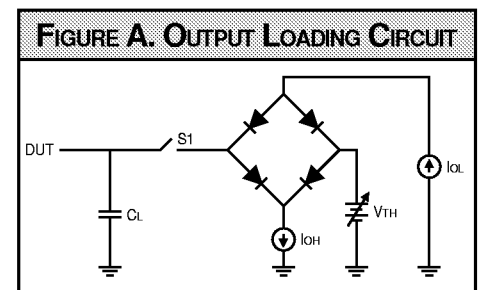 FIGURE A. OUTPUT LOADING CIRCUIT
DUT
S1
CL
IOH
VTH
IOL